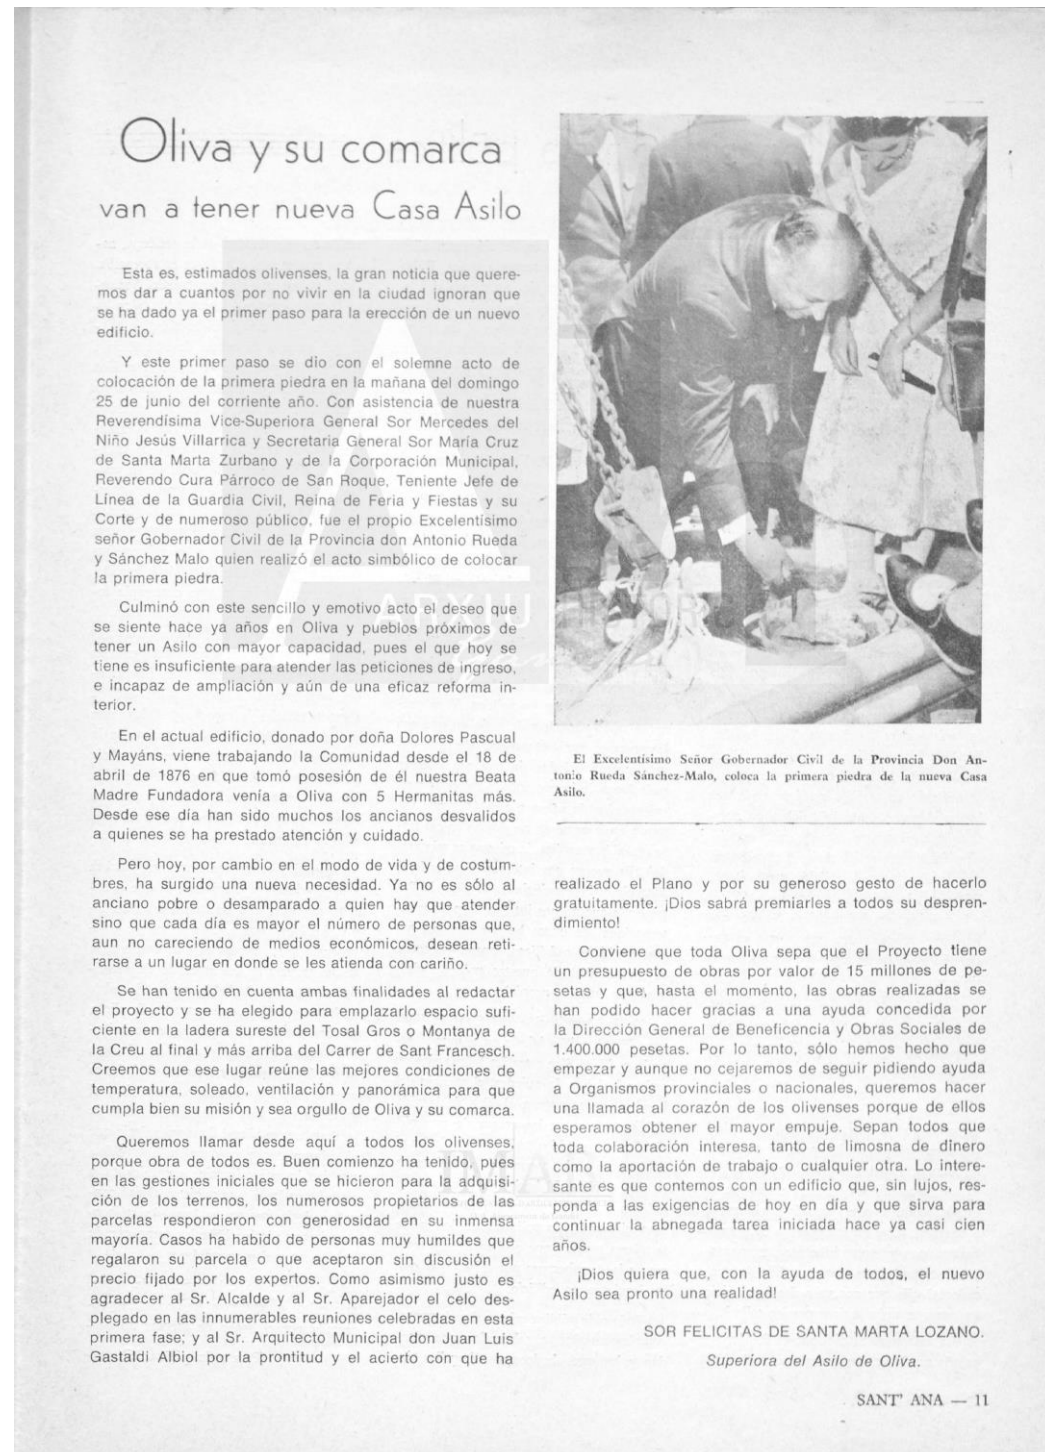 Oliva y su comarca
van a tener nueva Casa Asilo
Esta es, estimados olivenses, la gran noticia que quere-
mos dar a cuantos por no vivir en la ciudad ignoran que
se ha dado ya el primer paso para la erección de un nuevo
edificio.
Y este primer paso se dio con el solemne acto de
colocación de la primera piedra en la mañana del domingo
25 de junio del corriente año. Con asistencia de nuestra
Reverendísima Vice-Superiora General Sor Mercedes del
Niño Jesús Villarrica y Secretaria General Sor María Cruz
de Santa Marta Zurbano y de la Corporación Municipal,
Reverendo Cura Párroco de San Roque, Teniente Jefe de
Línea de la Guardia Civil, Reina de Feria y Fiestas y su
Corte y de numeroso público, fue el propio Excelentísimo
señor Gobernador Civil de la Provincia don Antonio Rueda
y Sánchez Malo quien realizó el acto simbólico de colocar
la primera piedra.
Culminó con este sencillo y emotivo acto el deseo que
se siente hace ya años en Oliva y pueblos próximos de
tener un Asilo con mayor capacidad, pues el que hoy se
tiene es insuficiente para atender las peticiones de ingreso,
e incapaz de ampliación y aún de una eficaz reforma in-
terior.
En el actual edificio, donado por doña Dolores Pascual
y Mayáns, viene trabajando la Comunidad desde el 18 de
abril de 1876 en que tomó posesión de él nuestra Beata
Madre Fundadora venía a Oliva con 5 Hermanitas más.
Desde ese día han sido muchos los ancianos desvalidos
a quienes se ha prestado atención y cuidado.
Pero hoy, por cambio en el modo de vida y de costum-
bres, ha surgido una nueva necesidad. Ya no es sólo al
anciano pobre o desamparado a quien hay que atender
sino que cada día es mayor el número de personas que,
aun no careciendo de medios económicos, desean reti-
rarse a un lugar en donde se les atienda con cariño.
Se han tenido en cuenta ambas finalidades al redactar
el proyecto y se ha elegido para emplazarlo espacio sufi-
ciente en la ladera sureste del Tosal Gros o Montanya de
la Creu al final y más arriba del Carrer de Sant Francesch.
Creemos que ese lugar reúne las mejores condiciones de
temperatura, soleado, ventilación y panorámica para que
cumpla bien su misión y sea orgullo de Oliva y su comarca.
Queremos llamar desde aquí a todos los olivenses,
porque obra de todos es. Buen comienzo ha tenido, pues
en las gestiones iniciales que se hicieron para la adquisi-
ción de los terrenos, los numerosos propietarios de las
parcelas respondieron con generosidad en su inmensa
mayoría. Casos ha habido de personas muy humildes que
regalaron su parcela o que aceptaron sin discusión el
precio fijado por los expertos. Como asimismo justo es
agradecer al Sr. Alcalde y al Sr. Aparejador el celo des-
plegado en las innumerables reuniones celebradas en esta
primera fase; y al Sr. Arquitecto Municipal don Juan Luis
Gastaldi Albiol por la prontitud y el acierto con que ha
El Excelentísimo Señor Gobernador Civil de la Provincia Don An-
tonio Rueda Sánchez-Malo, coloca la primera piedra de la nueva Casa
Asilo.
realizado el Plano y por su generoso gesto de hacerlo
gratuitamente. ¡Dios sabrá premiarles a todos su despren-
dimiento!
Conviene que toda Oliva sepa que el Proyecto tiene
un presupuesto de obras por valor de 15 millones de pe-
setas y que, hasta el momento, las obras realizadas se
han podido hacer gracias a una ayuda concedida por
la Dirección General de Beneficencia y Obras Sociales de
1.400.000 pesetas. Por lo tanto, sólo hemos hecho que
empezar y aunque no cejaremos de seguir pidiendo ayuda
a Organismos provinciales o nacionales, queremos hacer
una llamada al corazón de los olivenses porque de ellos
esperamos obtener el mayor empuje. Sepan todos que
toda colaboración interesa, tanto de limosna de dinero
como la aportación de trabajo o cualquier otra. Lo intere-
sante es que contemos con un edificio que, sin lujos, res-
ponda a las exigencias de hoy en día y que sirva para
continuar la abnegada tarea iniciada hace ya casi cien
años.
¡Dios quiera que, con la ayuda de todos, el nuevo
Asilo sea pronto una realidad!
SOR FELICITAS DE SANTA MARTA LOZANO.
Superiora del Asilo de Oliva.
SANT' ANA — 11